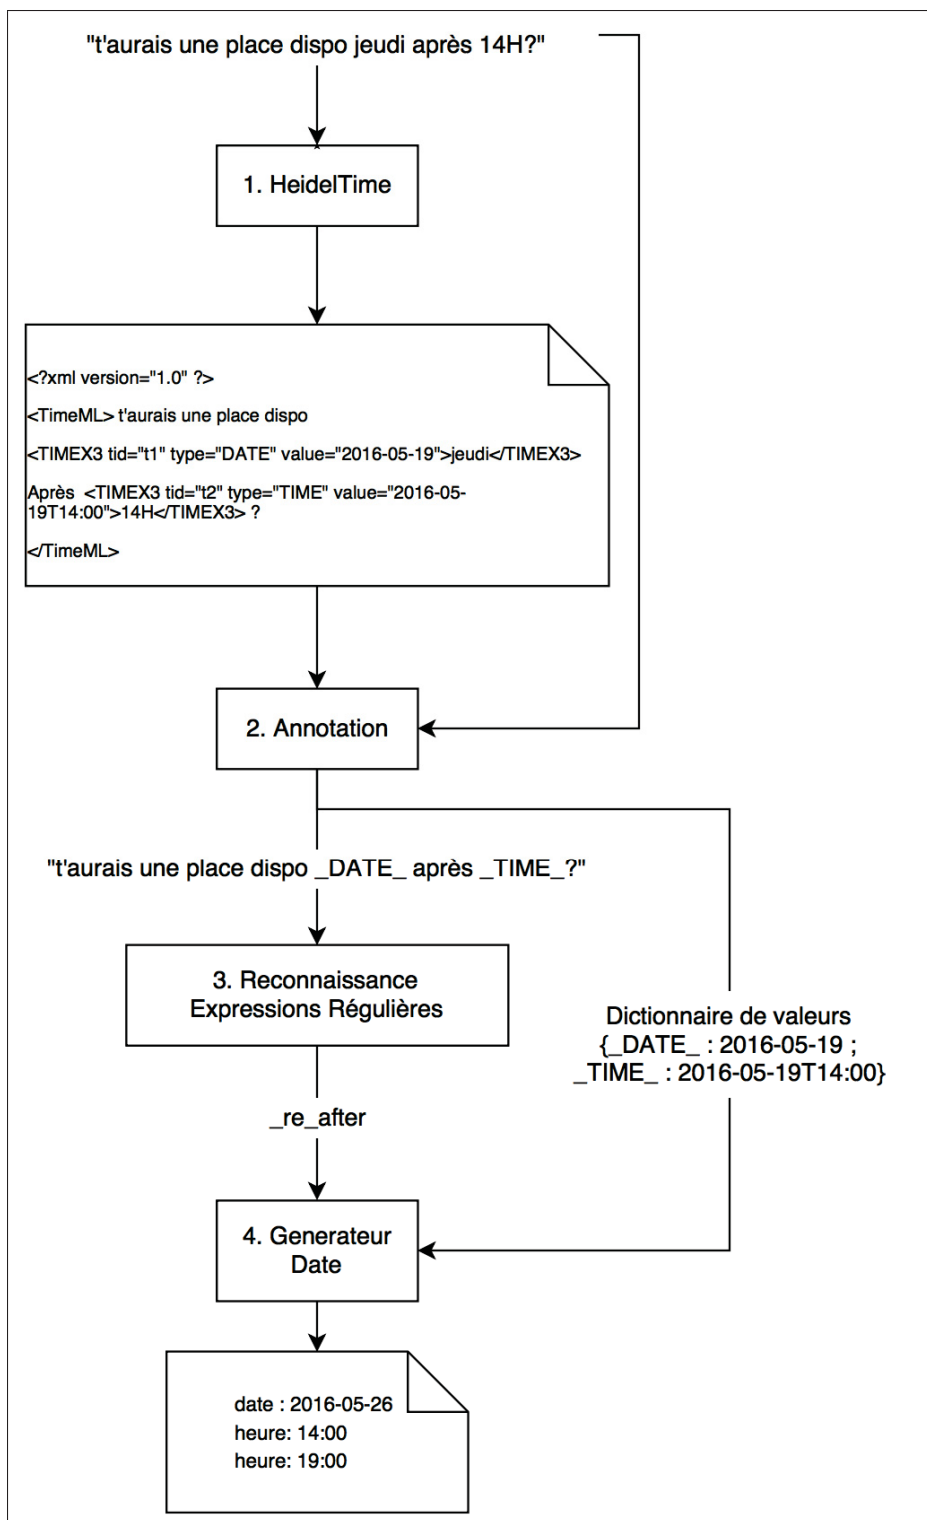 "t'aurais une place dispo jeudi après 14H?"
1. HeidelTime
<?xml version="1.0" ?>
<TimeML> t'aurais une place dispo
<TIMEX3 tid="t1" type="DATE" value="2016-05-19">jeudi</TIMEX3>
Après  <TIMEX3 tid="t2" type="TIME" value="2016-05-
19T14:00">14H</TIMEX3> ?
</TimeML>
2. Annotation
"t'aurais une place dispo _DATE_ après _TIME_?"
3. Reconnaissance
Expressions Régulières
Dictionnaire de valeurs
{_DATE_ : 2016-05-19 ;
_TIME_ : 2016-05-19T14:00}
_re_after
4. Generateur
Date
date : 2016-05-26
heure: 14:00
heure: 19:00